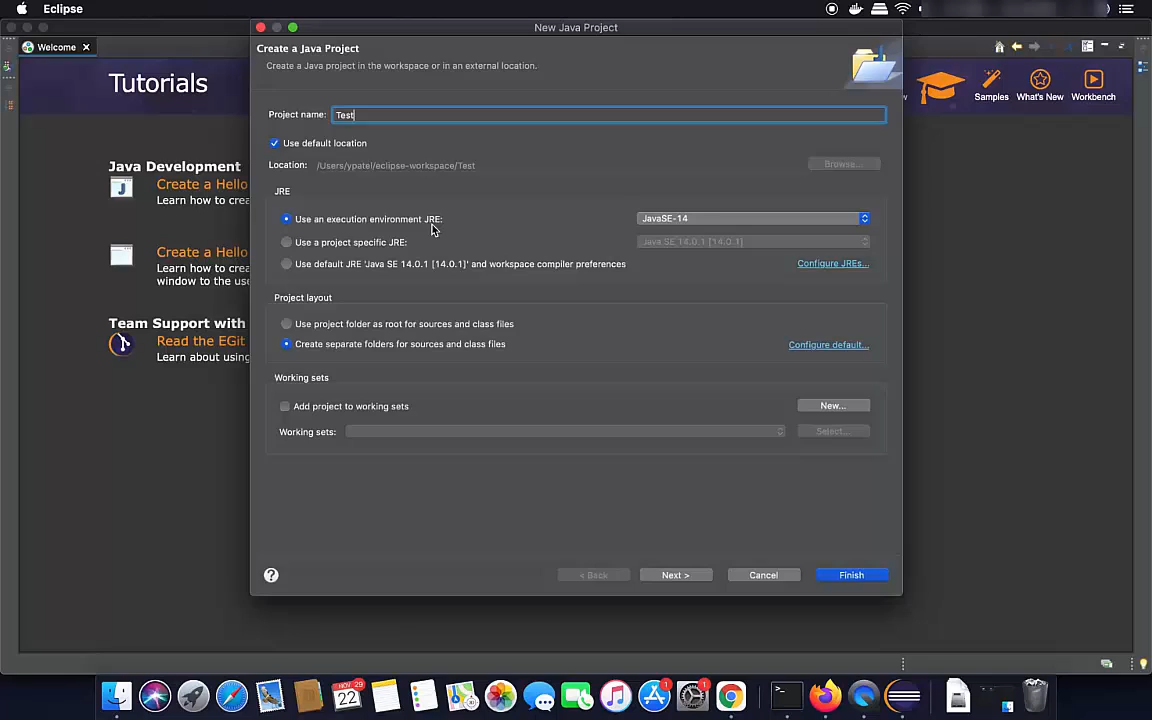 Eclipse
New Java Project
Welcome
Create a Java Project
Create a Java project in the workspace or in an external location.
Tutorials
Samples
What's New
Workbench
Project name:
Test
Use default location
Location:
/Users/ypatel/eclipse-workspace/Test
Browse...
JRE
Use an execution environment JRE:
JavaSE-14
Use a project specific JRE:
Java SE 14.0.1 [14.0.1]
Use default JRE 'Java SE 14.0.1 [14.0.1]' and workspace compiler preferences
Configure JREs...
Project layout
Use project folder as root for sources and class files
Create separate folders for sources and class files
Configure default...
Working sets
Add project to working sets
New...
Working sets:
Select...
< Back
Next >
Cancel
Finish
Java Development
Create a Hello
Learn how to crea
Create a Hello
Learn how to crea
window to the use
Team Support with
Read the EGit
Learn about using
NOV 29
22
1
1